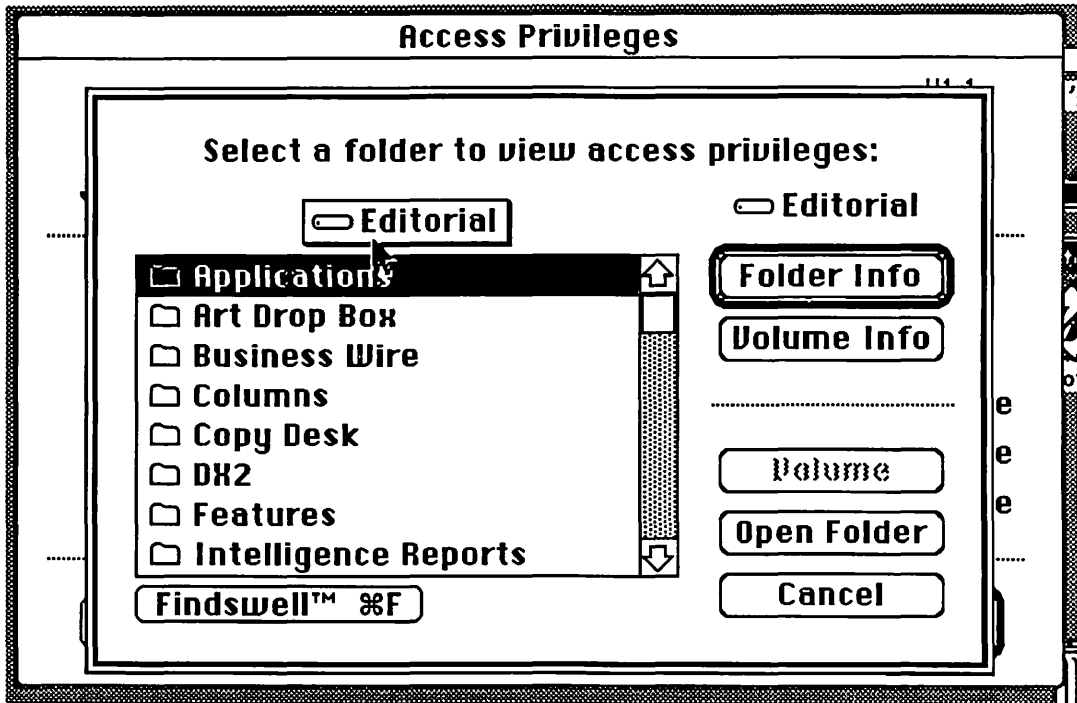 Access Privileges
Select a folder to view access privileges:
Editorial
Editorial
Applications
Art Drop Box
Business Wire
Columns
Copy Desk
DX2
Features
Intelligence Reports
Findswell™ ⌘F
Folder Info
Volume Info
Volume
Open Folder
Cancel
e
e
e